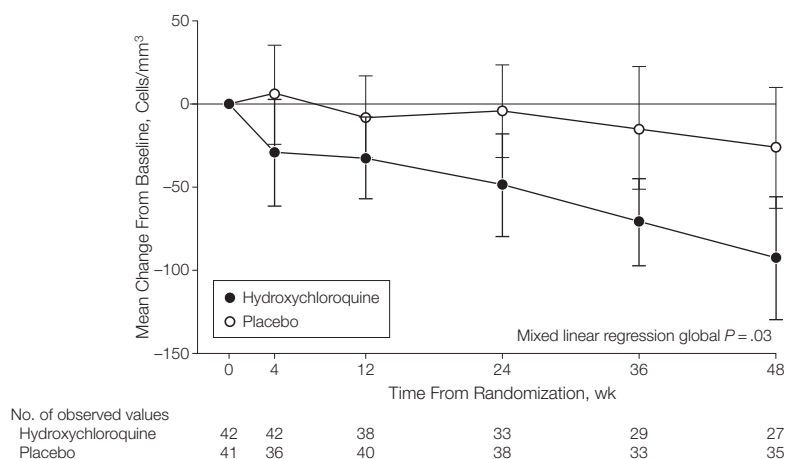 50
0
−50
−100
−150
Mean Change From Baseline, Cells/mm³
Hydroxychloroquine
Placebo
Mixed linear regression global P = .03
0 4 12 24 36 48
Time From Randomization, wk
No. of observed values
Hydroxychloroquine 42 42 38 33 29 27
Placebo 41 36 40 38 33 35